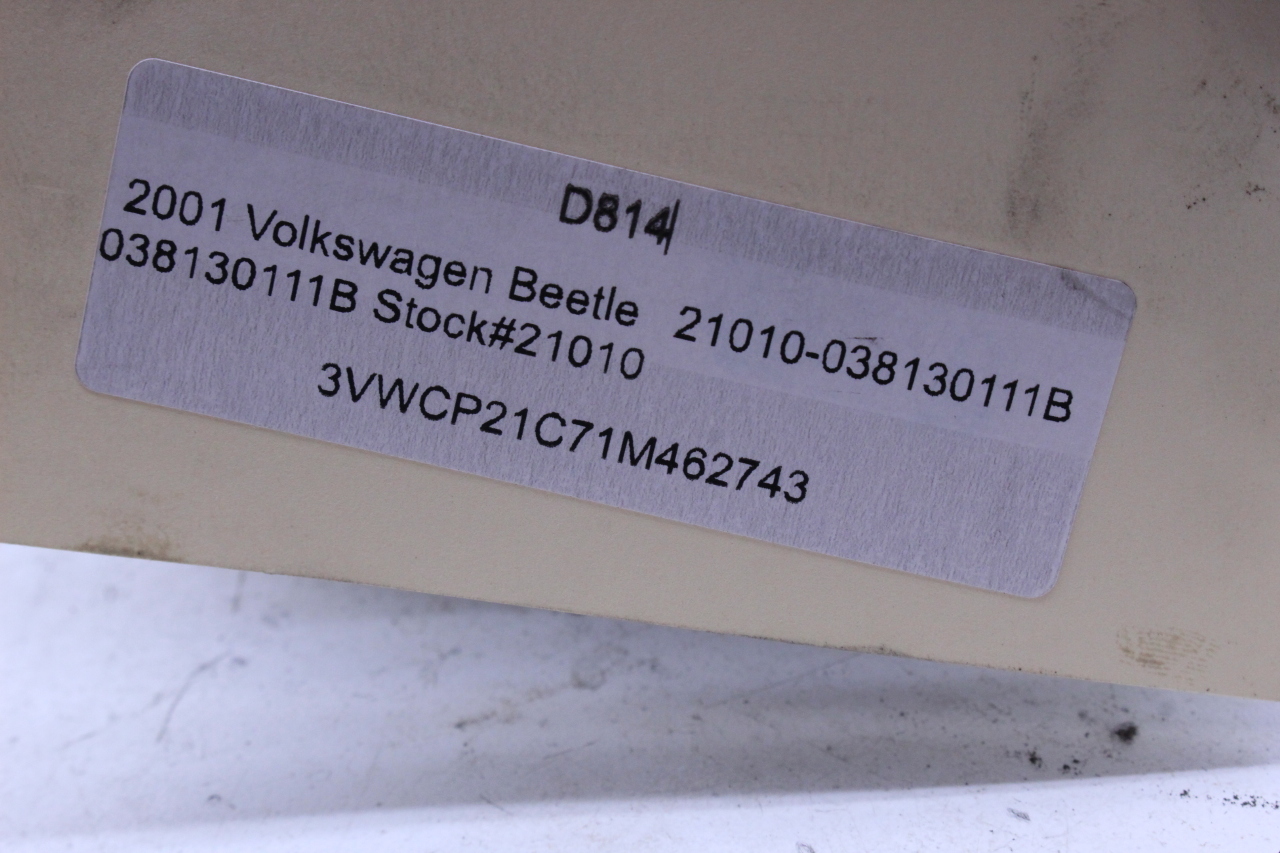 D814
2001 Volkswagen Beetle 21010-038130111B
038130111B Stock#21010
3VWCP21C71M462743